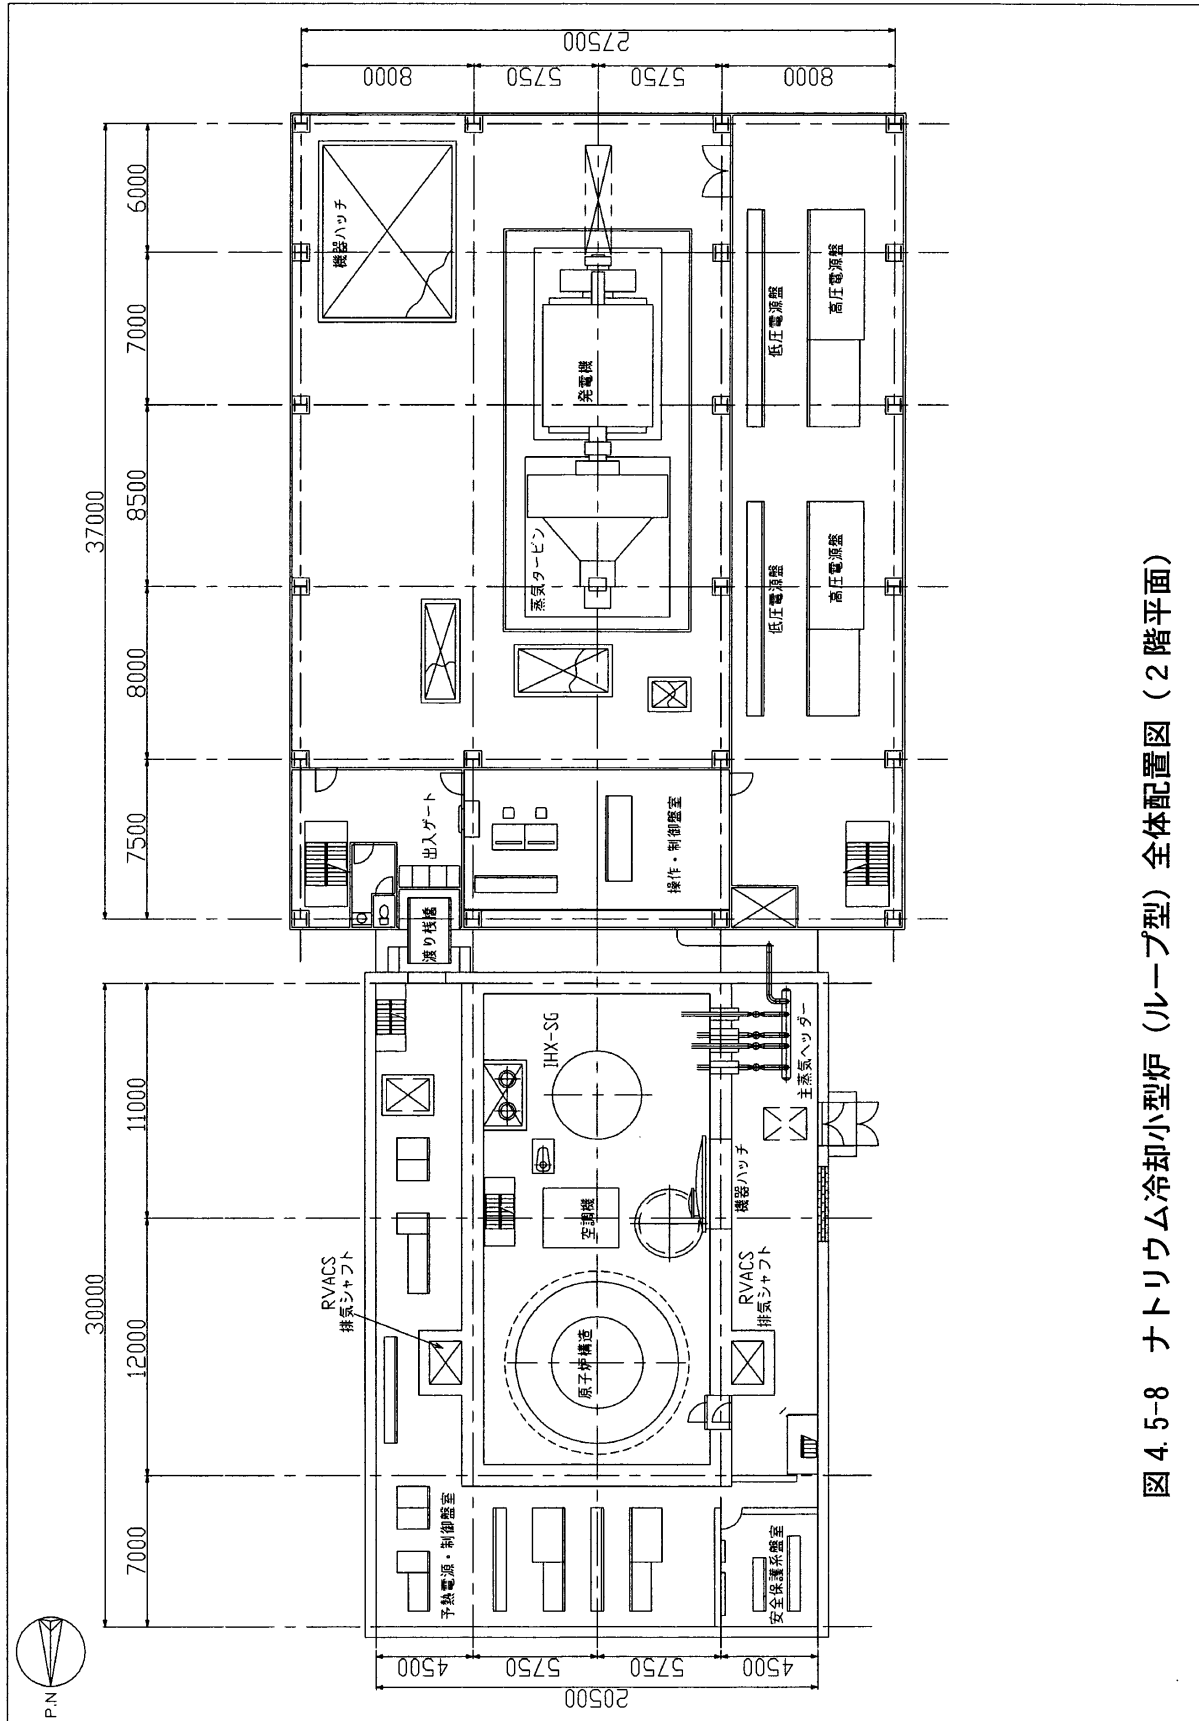 P.N
30000
37000
7000
12000
11000
7500
8000
8500
7000
6000
27500
8000
5750
5750
8000
20500
4500
5750
5750
4500
機器ハッチ
発電機
蒸気タービン
低圧電源盤
高圧電源盤
低圧電源盤
高圧電源盤
出入ゲート
操作・制御盤室
渡り桟橋
IHX-SG
主蒸気ヘッダー
機器ハッチ
空調機
RVACS
排気シャフト
RVACS
排気シャフト
原子炉構造
予熱電源・制御盤室
安全保護系盤室
図4.5-8 ナトリウム冷却小型炉(ループ型)全体配置図(2階平面)